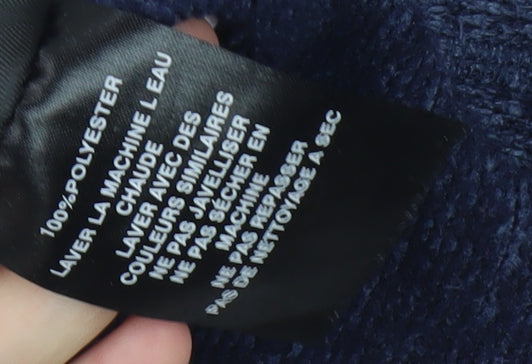 100%POLYESTER
LAVER LA MACHINE L EAU
CHAUDE
LAVER AVEC DES
COULEURS SIMILAIRES
NE PAS JAVELLISER
NE PAS SÉCHER EN
MACHINE
NE PAS REPASSER
PAS DE NETTOYAGE A SEC